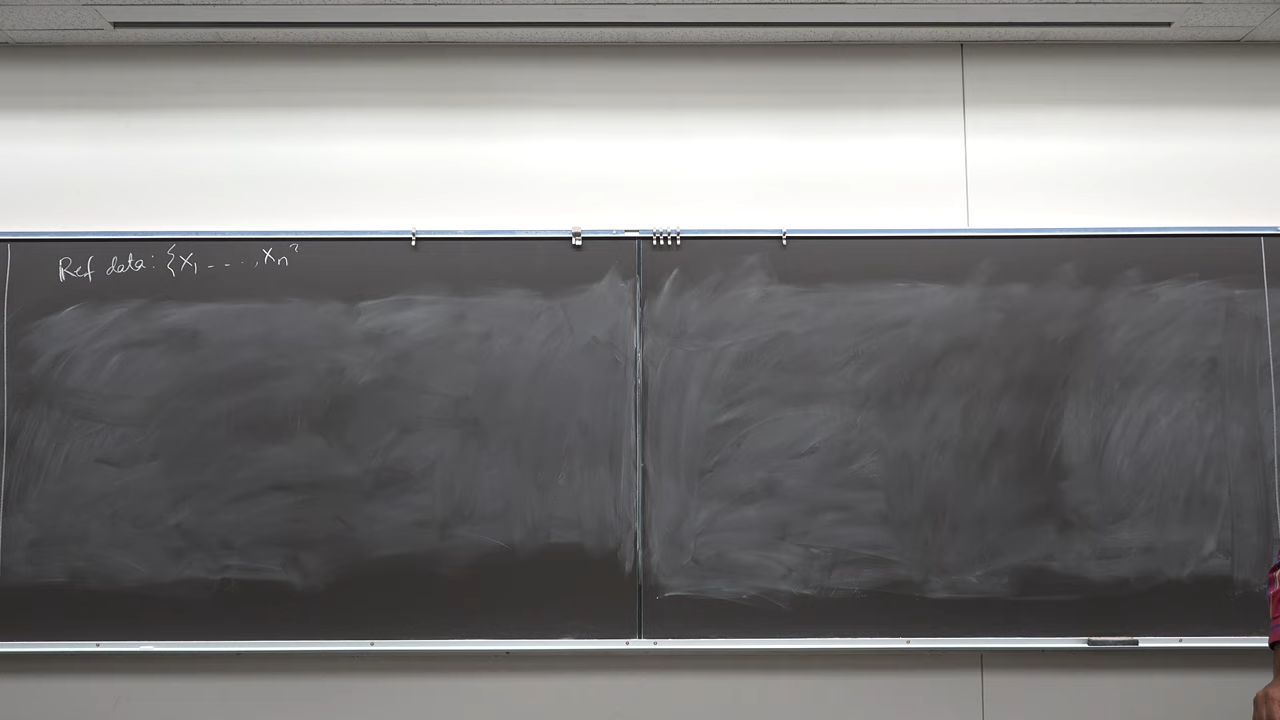 Ref data: {X₁ - - - -, Xₙ}